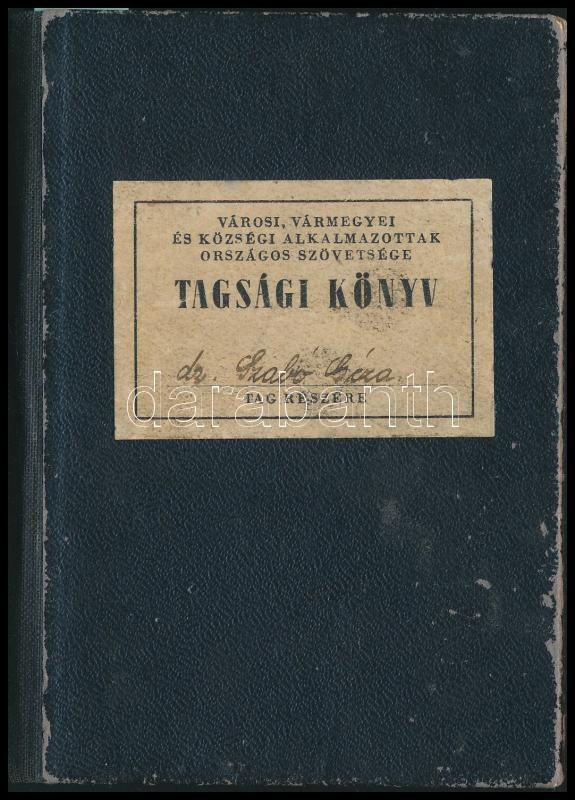 VÁROSI, VÁRMEGYEI
ÉS KÖZSÉGI ALKALMAZOTTAK
ORSZÁGOS SZÖVETSÉGE
TAGSÁGI KÖNYV
dr. Szabó Géza
darabanth
TAG RÉSZÉRE